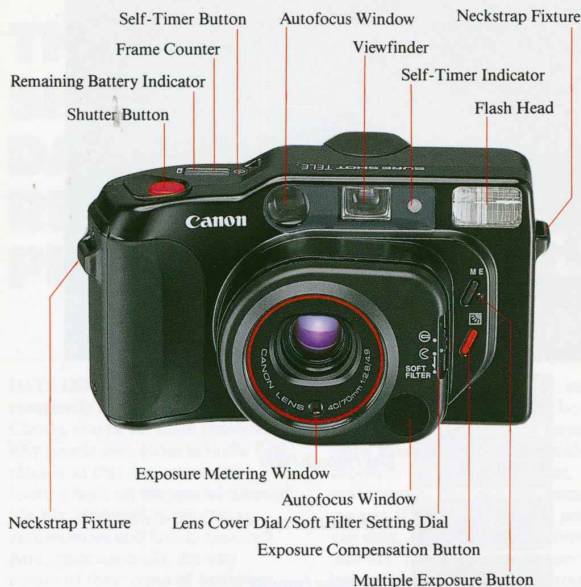 Self-Timer Button
Autofocus Window
Neckstrap Fixture
Frame Counter
Viewfinder
Remaining Battery Indicator
Self-Timer Indicator
Shutter Button
Flash Head
SURE SHOT TELE
Canon
ME
SOFT
FILTER
CANON LENS 40/70mm 1:2.8/4.9
Exposure Metering Window
Autofocus Window
Neckstrap Fixture
Lens Cover Dial/Soft Filter Setting Dial
Exposure Compensation Button
Multiple Exposure Button